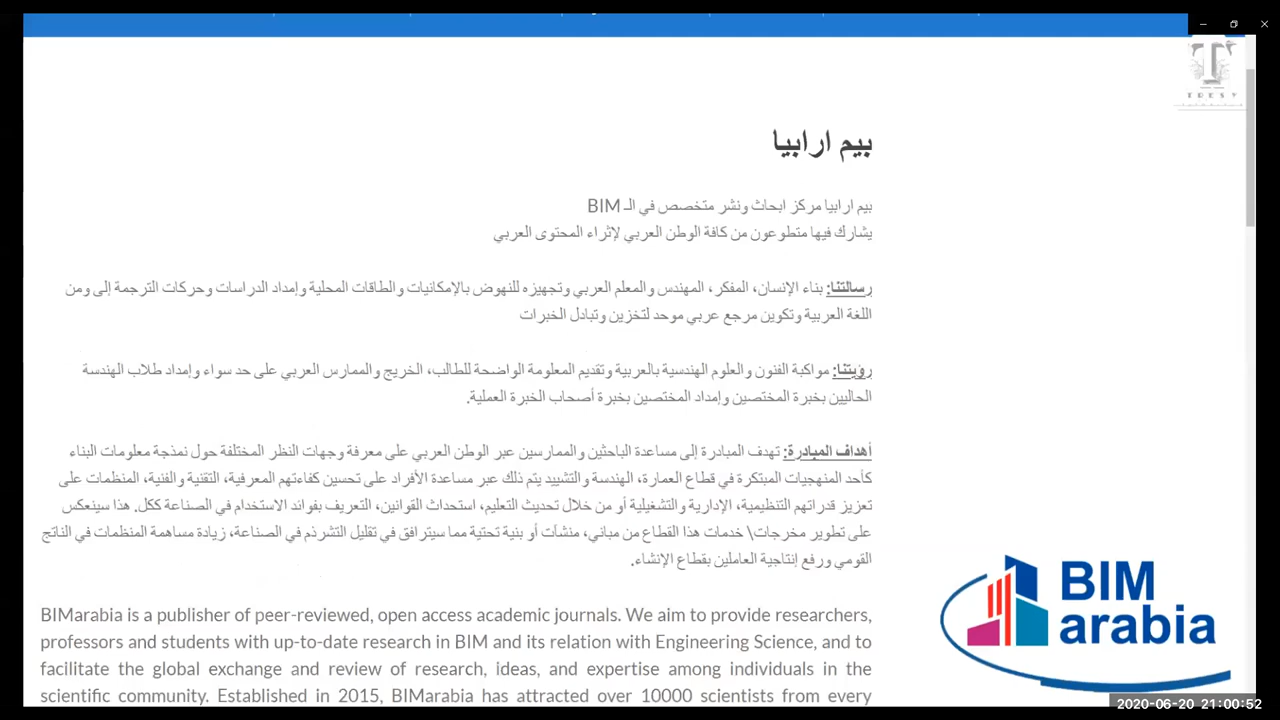 TRESY
بيم ارابيا
بيم ارابيا مركز ابحاث ونشر متخصص في الـ BIM
يشارك فيها متطوعون من كافة الوطن العربي لإثراء المحتوى العربي
رسالتنا: بناء الإنسان، المفكر، المهندس والمعلم العربي وتجهيزه للنهوض بالإمكانيات والطاقات المحلية وإمداد الدراسات وحركات الترجمة إلى ومن
اللغة العربية وتكوين مرجع عربي موحد لتخزين وتبادل الخبرات
رؤيتنا: مواكبة الفنون والعلوم الهندسية بالعربية وتقديم المعلومة الواضحة للطالب، الخريج والممارس العربي على حد سواء وإمداد طلاب الهندسة
الحاليين بخبرة المختصين وإمداد المختصين بخبرة أصحاب الخبرة العملية.
أهداف المبادرة: تهدف المبادرة إلى مساعدة الباحثين والممارسين عبر الوطن العربي على معرفة وجهات النظر المختلفة حول نمذجة معلومات البناء
كأحد المنهجيات المبتكرة في قطاع العمارة، الهندسة والتشييد يتم ذلك عبر مساعدة الأفراد على تحسين كفاءتهم المعرفية، التقنية والفنية، المنظمات على
تعزيز قدراتهم التنظيمية، الإدارية والتشغيلية أو من خلال تحديث التعليم، استحداث القوانين، التعريف بفوائد الاستخدام في الصناعة ككل. هذا سينعكس
على تطوير مخرجات\ خدمات هذا القطاع من مباني، منشآت أو بنية تحتية مما سيترافق في تقليل التشرذم في الصناعة، زيادة مساهمة المنظمات في الناتج
القومي ورفع إنتاجية العاملين بقطاع الإنشاء.
BIMarabia is a publisher of peer-reviewed, open access academic journals. We aim to provide researchers,
professors and students with up-to-date research in BIM and its relation with Engineering Science, and to
facilitate the global exchange and review of research, ideas, and expertise among individuals in the
scientific community. Established in 2015, BIMarabia has attracted over 10000 scientists from every
BIM
arabia
2020-06-20 21:00:52